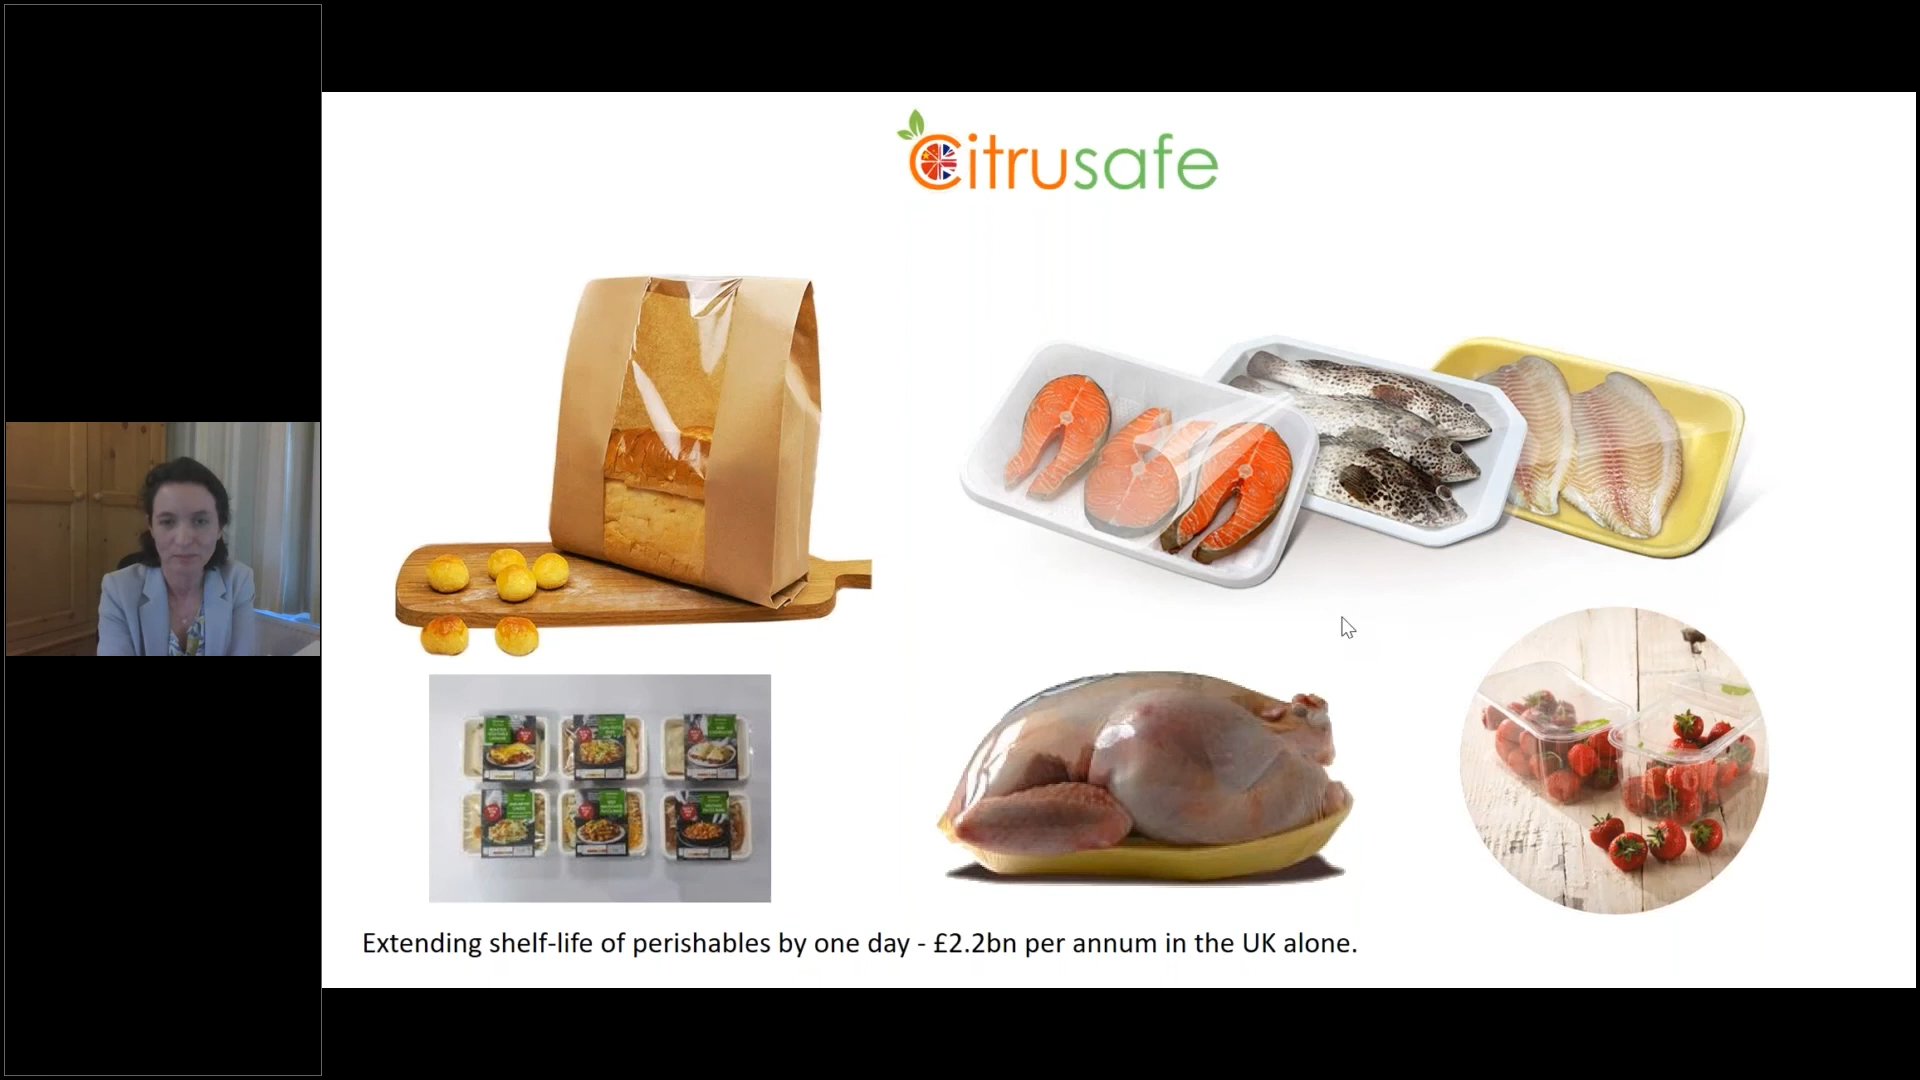 Citrusafe
Extending shelf-life of perishables by one day - £2.2bn per annum in the UK alone.